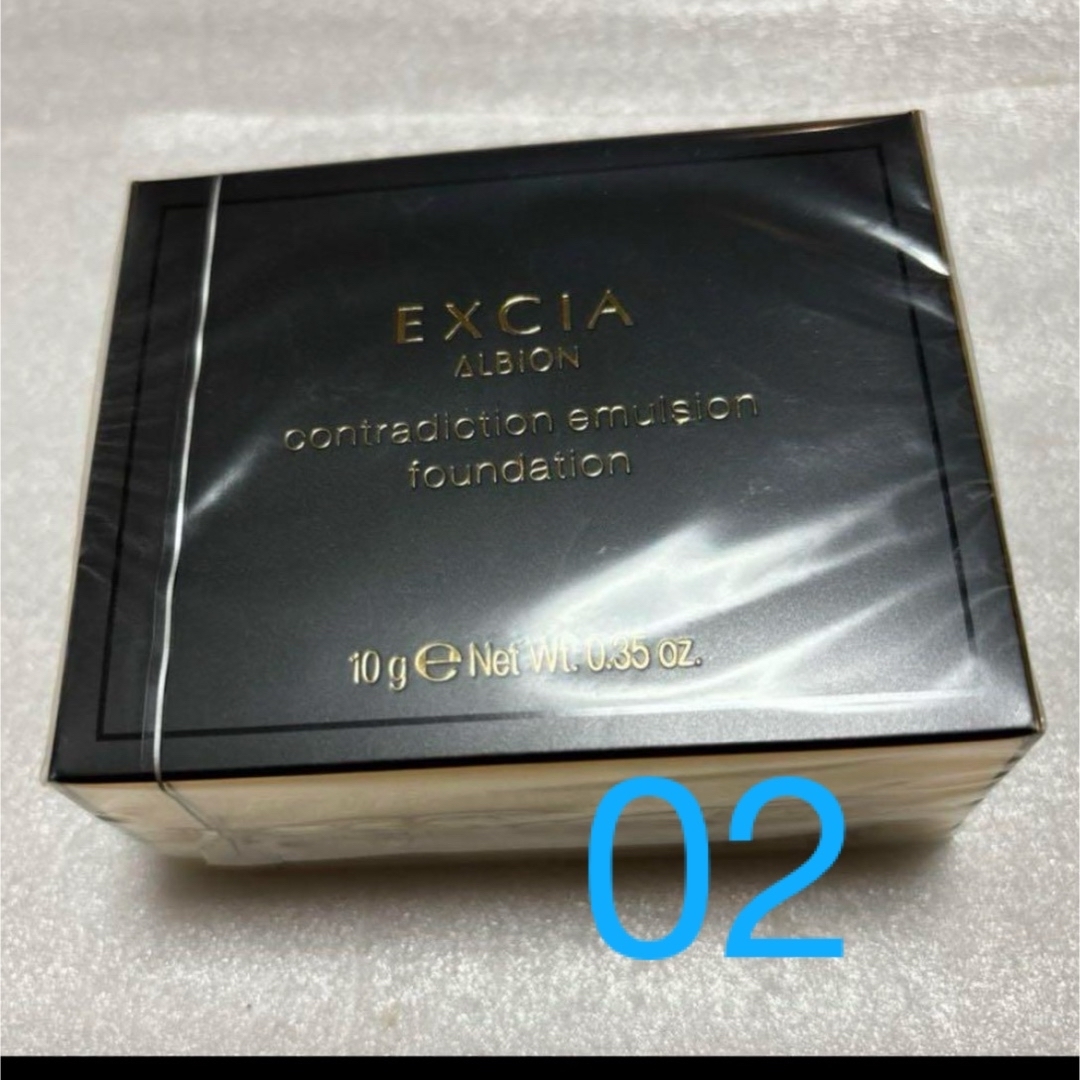 EXCIA
ALBION
contradiction emulsion
foundation
10 g ℮ Net Wt. 0.35 oz.
02